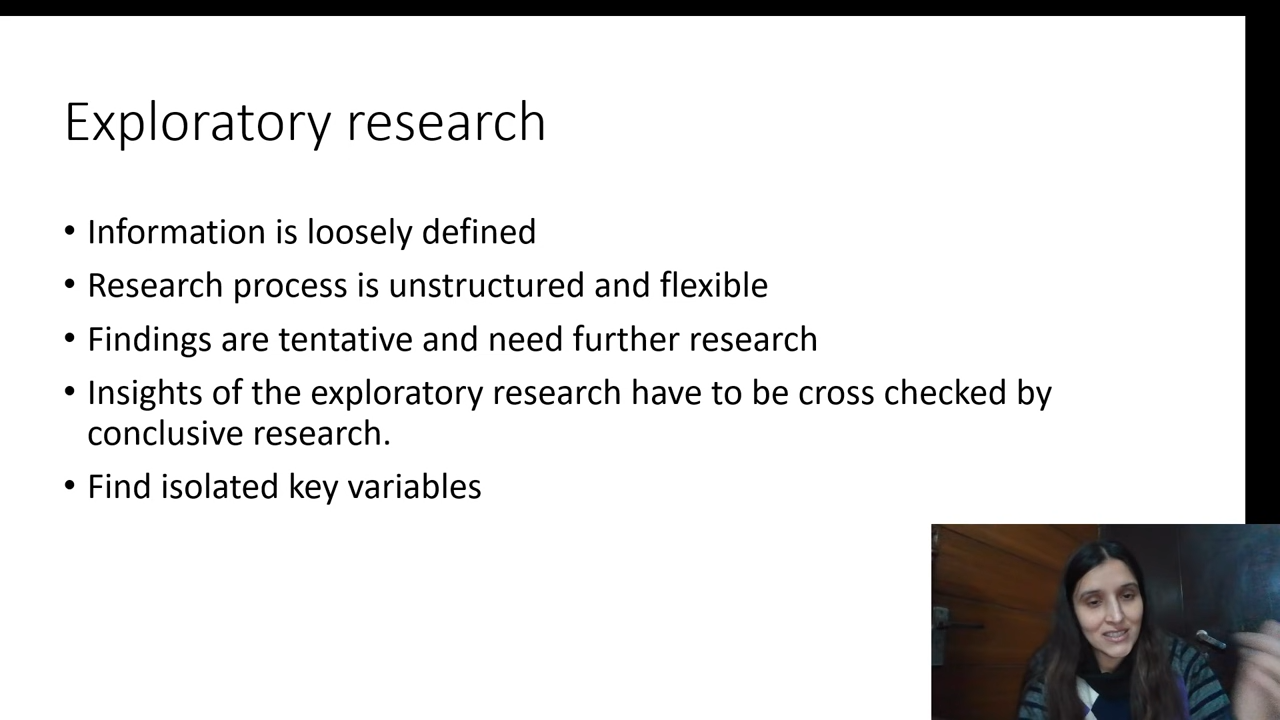 Exploratory research
• Information is loosely defined
• Research process is unstructured and flexible
• Findings are tentative and need further research
• Insights of the exploratory research have to be cross checked by
conclusive research.
• Find isolated key variables